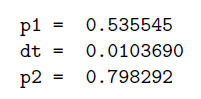 p1 = 0.535545
dt = 0.0103690
p2 = 0.798292